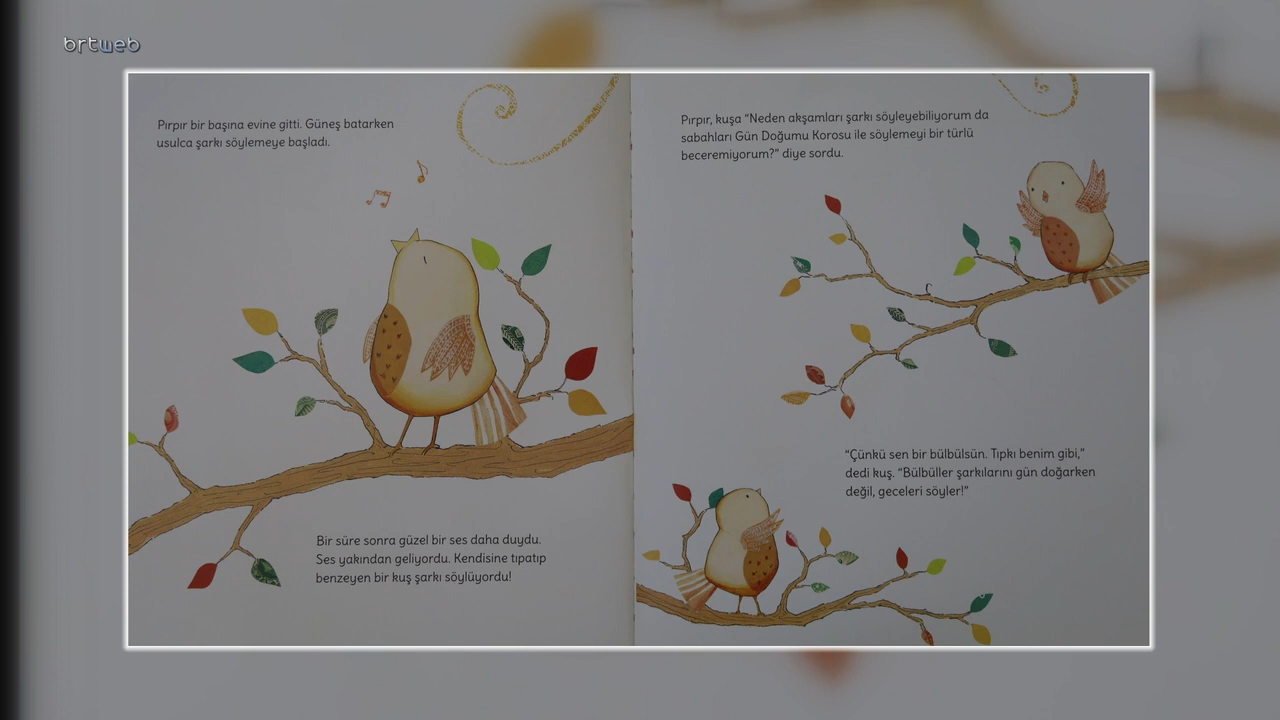 brtweb
Pırpır bir başına evine gitti. Güneş batarken
usulca şarkı söylemeye başladı.
Bir süre sonra güzel bir ses daha duydu.
Ses yakından geliyordu. Kendisine tıpatıp
benzeyen bir kuş şarkı söylüyordu!
Pırpır, kuşa “Neden akşamları şarkı söyleyebiliyorum da
sabahları Gün Doğumu Korosu ile söylemeyi bir türlü
beceremiyorum?” diye sordu.
“Çünkü sen bir bülbülsün. Tıpkı benim gibi,”
dedi kuş. “Bülbüller şarkılarını gün doğarken
değil, geceleri söyler!”